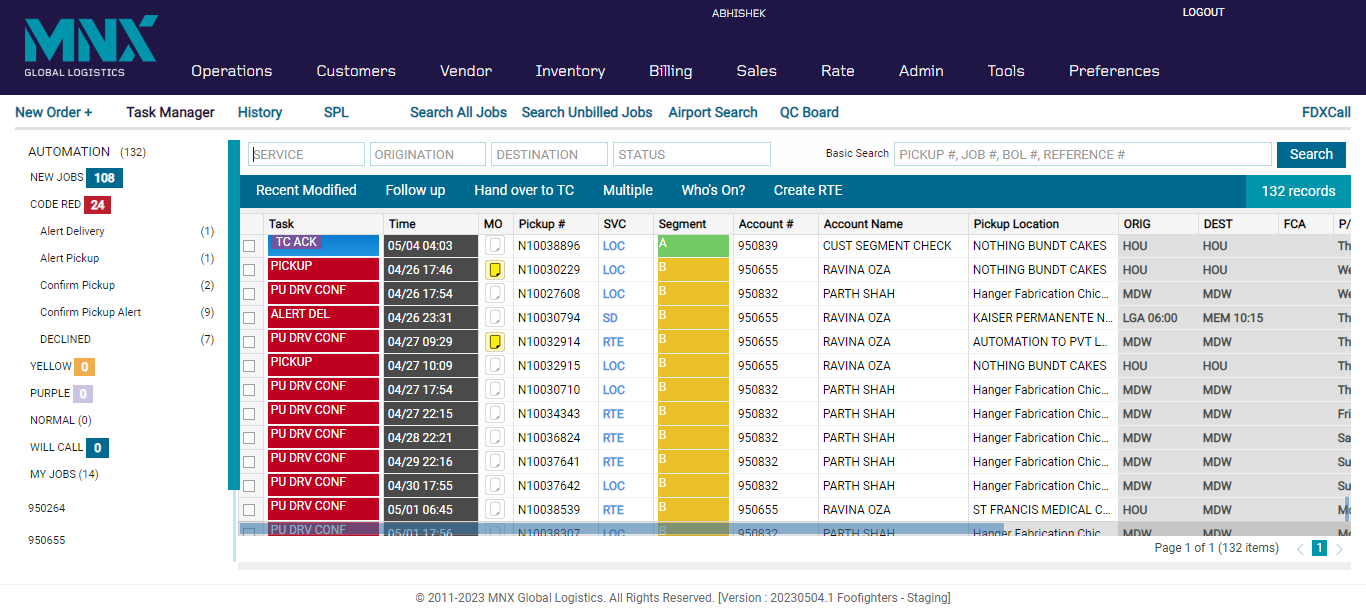 ABHISHEK LOGOUT
MNX
GLOBAL LOGISTICS
Operations Customers Vendor Inventory Billing Sales Rate Admin Tools Preferences
New Order + Task Manager History SPL Search All Jobs Search Unbilled Jobs Airport Search QC Board FDXCall
AUTOMATION (132)
NEW JOBS 108
CODE RED 24
Alert Delivery (1)
Alert Pickup (1)
Confirm Pickup (2)
Confirm Pickup Alert (9)
DECLINED (7)
YELLOW 0
PURPLE 0
NORMAL (0)
WILL CALL 0
MY JOBS (14)
950264
950655
SERVICE ORIGINATION DESTINATION STATUS Basic Search PICKUP #, JOB #, BOL #, REFERENCE # Search
Recent Modified Follow up Hand over to TC Multiple Who's On? Create RTE 132 records
Task Time MO Pickup # SVC Segment Account # Account Name Pickup Location ORIG DEST FCA P/
TC ACK 05/04 04:03 N10038896 LOC A 950839 CUST SEGMENT CHECK NOTHING BUNDT CAKES HOU HOU Th
PICKUP 04/26 17:46 N10030229 LOC B 950655 RAVINA OZA NOTHING BUNDT CAKES HOU HOU We
PU DRV CONF 04/26 17:54 N10027608 LOC B 950832 PARTH SHAH Hanger Fabrication Chic... MDW MDW We
ALERT DEL 04/26 23:31 N10030794 SD B 950655 RAVINA OZA KAISER PERMANENTE N... LGA 06:00 MEM 10:15 Th
PU DRV CONF 04/27 09:29 N10032914 RTE B 950655 RAVINA OZA AUTOMATION TO PVT L... MDW MDW Th
PICKUP 04/27 10:09 N10032915 LOC B 950655 RAVINA OZA NOTHING BUNDT CAKES HOU HOU Th
PU DRV CONF 04/27 17:54 N10030710 LOC B 950832 PARTH SHAH Hanger Fabrication Chic... MDW MDW Th
PU DRV CONF 04/27 22:15 N10034343 RTE B 950832 PARTH SHAH Hanger Fabrication Chic... MDW MDW Fri
PU DRV CONF 04/28 22:21 N10036824 RTE B 950832 PARTH SHAH Hanger Fabrication Chic... MDW MDW Sa
PU DRV CONF 04/29 22:16 N10037641 RTE B 950832 PARTH SHAH Hanger Fabrication Chic... MDW MDW Su
PU DRV CONF 04/30 17:55 N10037642 LOC B 950832 PARTH SHAH Hanger Fabrication Chic... MDW MDW Su
PU DRV CONF 05/01 06:45 N10038539 RTE B 950655 RAVINA OZA ST FRANCIS MEDICAL C... HOU MDW Mo
PU DRV CONF 05/01 17:56 N10038307 LOC B 950832 PARTH SHAH Hanger Fabrication Chic... MDW MDW
Page 1 of 1 (132 items) 1
© 2011-2023 MNX Global Logistics. All Rights Reserved. [Version : 20230504.1 Foofighters - Staging]